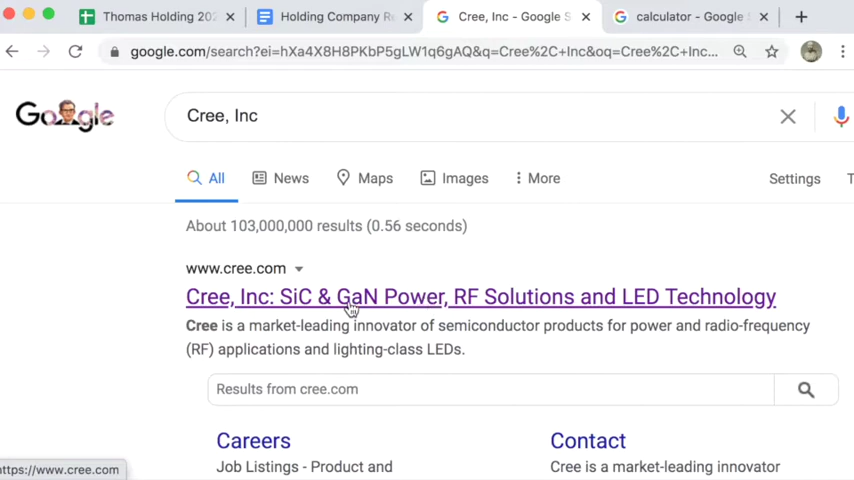 Thomas Holding 202
Holding Company Re
Cree, Inc - Google S
calculator - Google S
google.com/search?ei=hXa4X8H8PKbP5gLW1q6gAQ&q=Cree%2C+Inc&oq=Cree%2C+Inc...
Google
Cree, Inc
All
News
Maps
Images
More
Settings
T
About 103,000,000 results (0.56 seconds)
www.cree.com
Cree, Inc: SiC & GaN Power, RF Solutions and LED Technology
Cree is a market-leading innovator of semiconductor products for power and radio-frequency
(RF) applications and lighting-class LEDs.
Results from cree.com
Careers
Contact
Job Listings - Product and
Cree is a market-leading innovator
https://www.cree.com